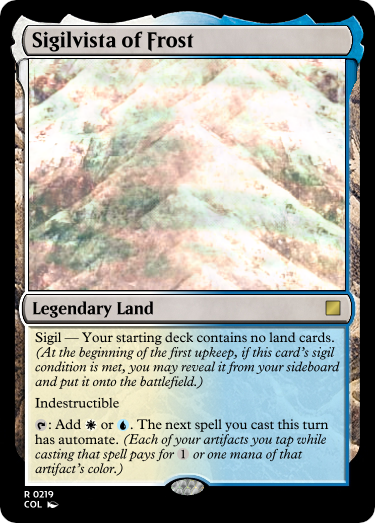 Sigilvista of Frost
Legendary Land
Sigil — Your starting deck contains no land cards.
(At the beginning of the first upkeep, if this card's sigil
condition is met, you may reveal it from your sideboard
and put it onto the battlefield.)
Indestructible
: Add or . The next spell you cast this turn
has automate. (Each of your artifacts you tap while
casting that spell pays for 1 or one mana of that
artifact's color.)
R 0219
COL